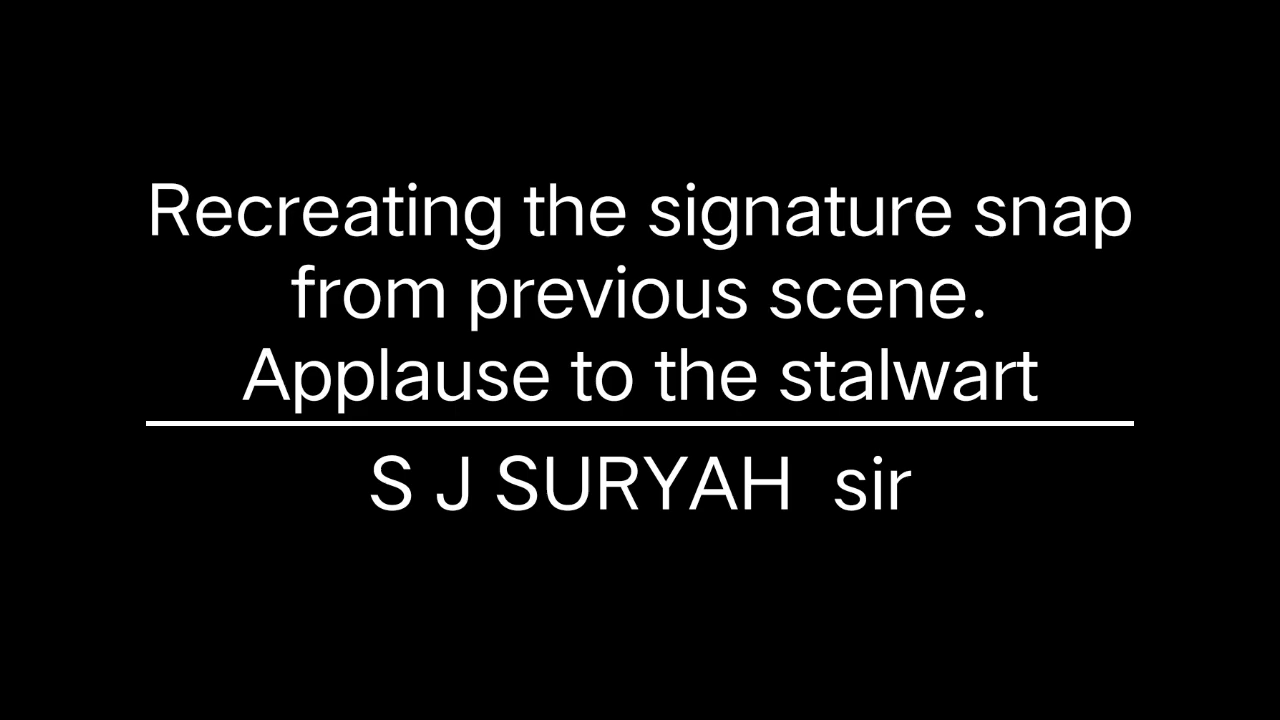 Recreating the signature snap
from previous scene.
Applause to the stalwart
S J SURYAH  sir